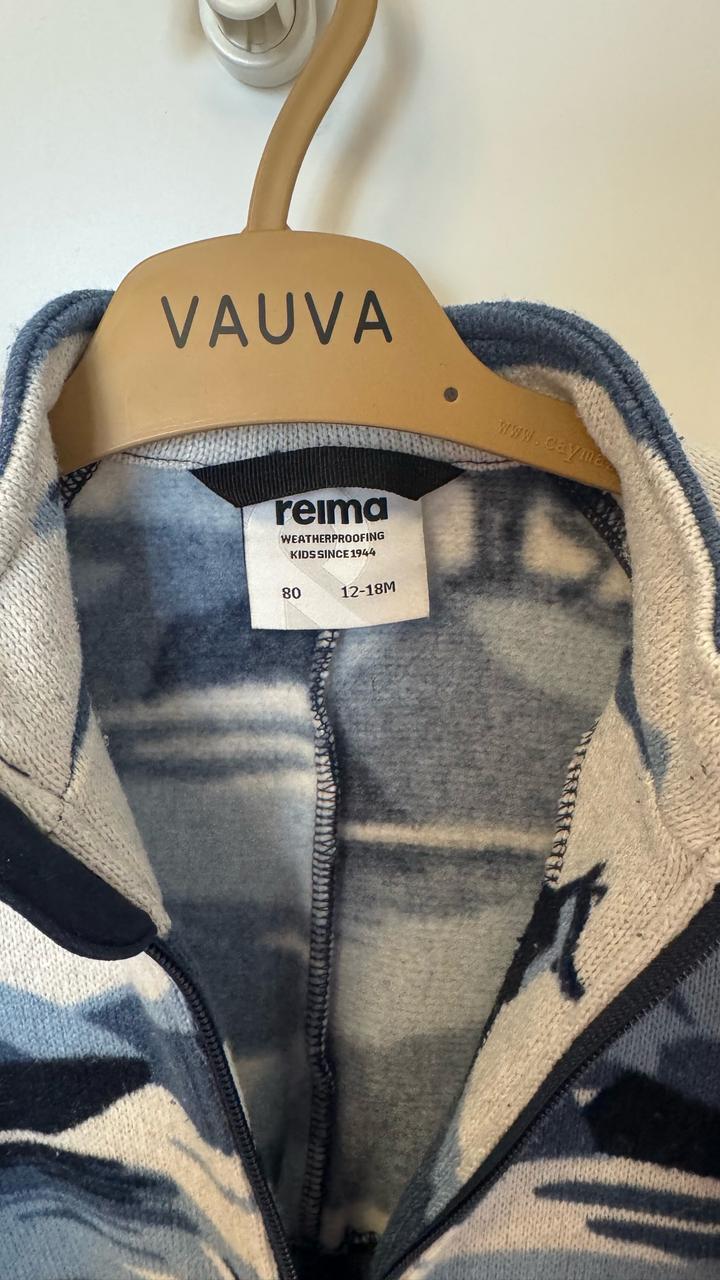 VAUVA
reima
WEATHERPROOFING
KIDS SINCE 1944
80 12-18M